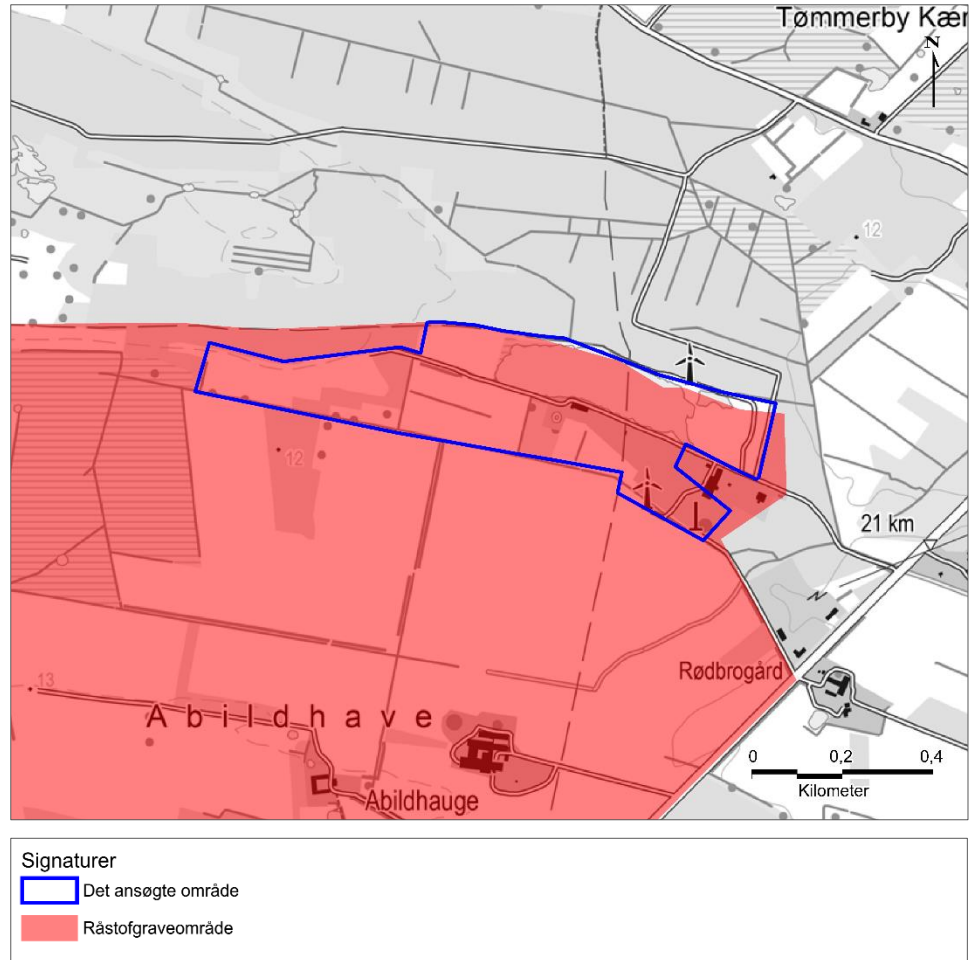 Tømmerby Kær
N
12
21 km
12
Rødbrogård
13
Abildhave
0 0,2 0,4
Kilometer
Abildhauge
Signaturer
Det ansøgte område
Råstofgraveområde